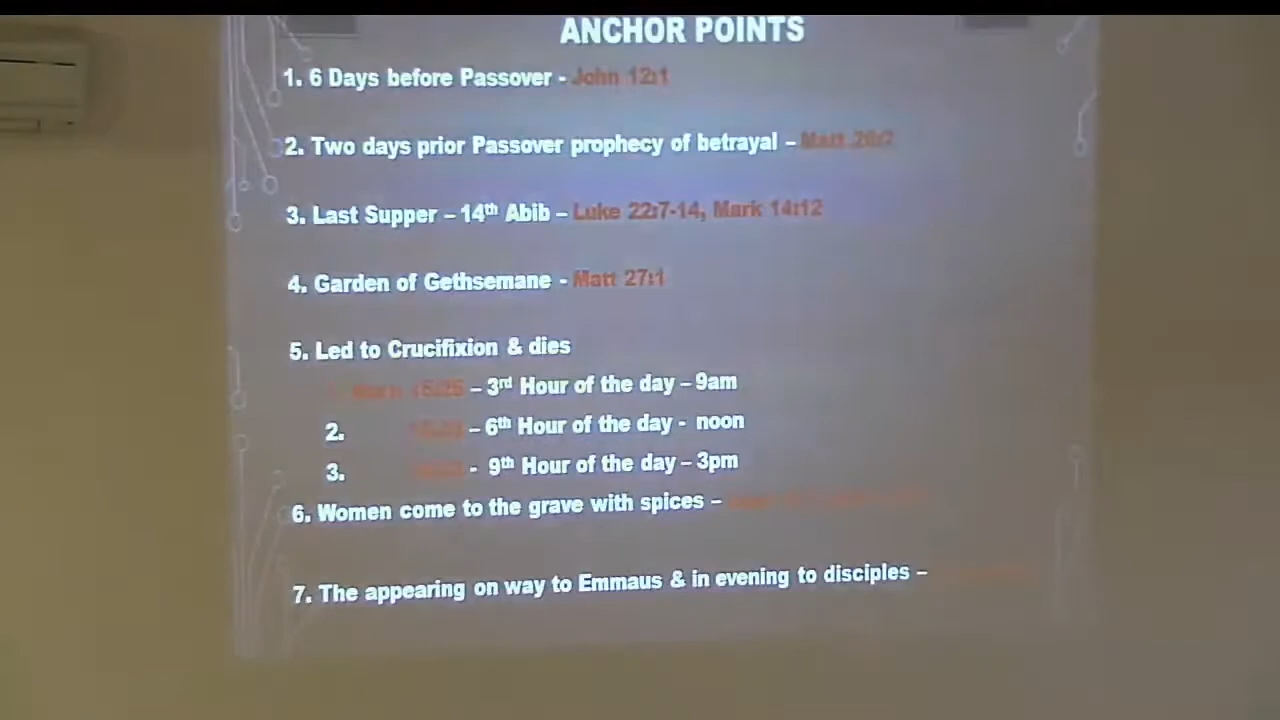 ANCHOR POINTS
1. 6 Days before Passover - John 12:1
2. Two days prior Passover prophecy of betrayal – Matt 26:2
3. Last Supper – 14th Abib – Luke 22:7-14, Mark 14:12
4. Garden of Gethsemane - Matt 27:1
5. Led to Crucifixion & dies
1. Mark 15:25 – 3rd Hour of the day – 9am
2. – 6th Hour of the day - noon
3. - 9th Hour of the day – 3pm
6. Women come to the grave with spices –
7. The appearing on way to Emmaus & in evening to disciples –